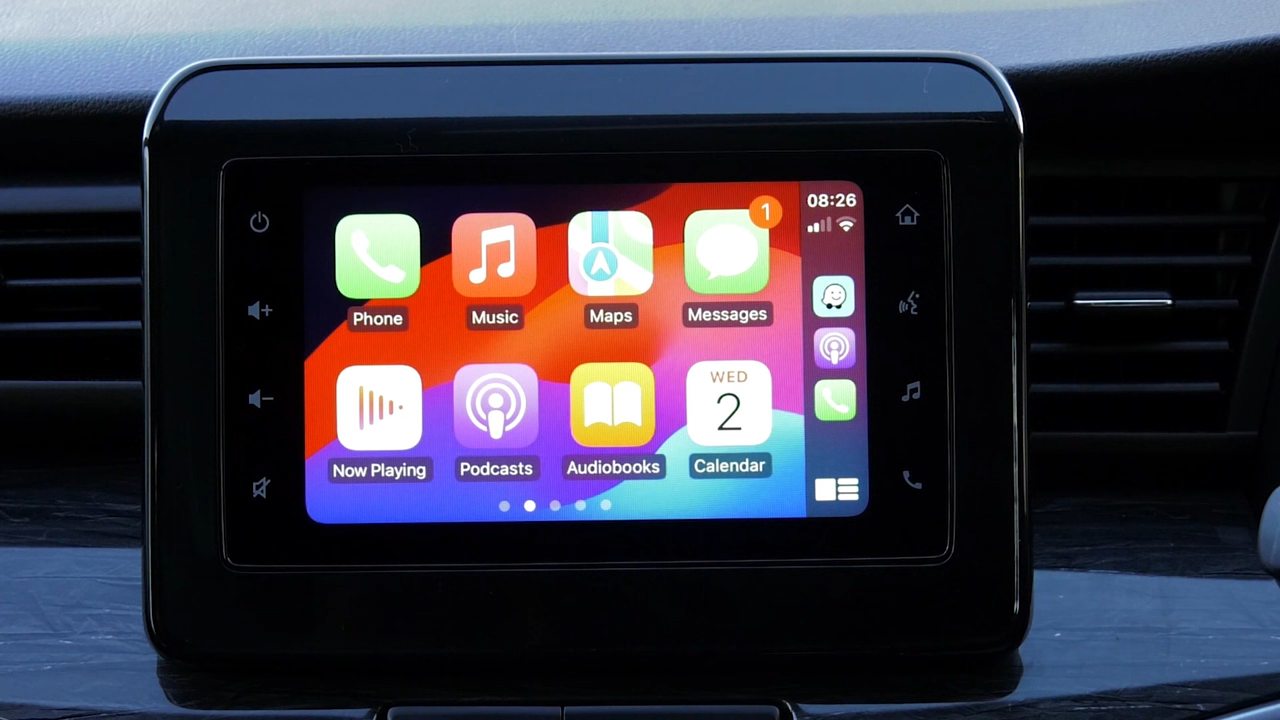 1
08:26
Phone
Music
Maps
Messages
WED
2
Now Playing
Podcasts
Audiobooks
Calendar